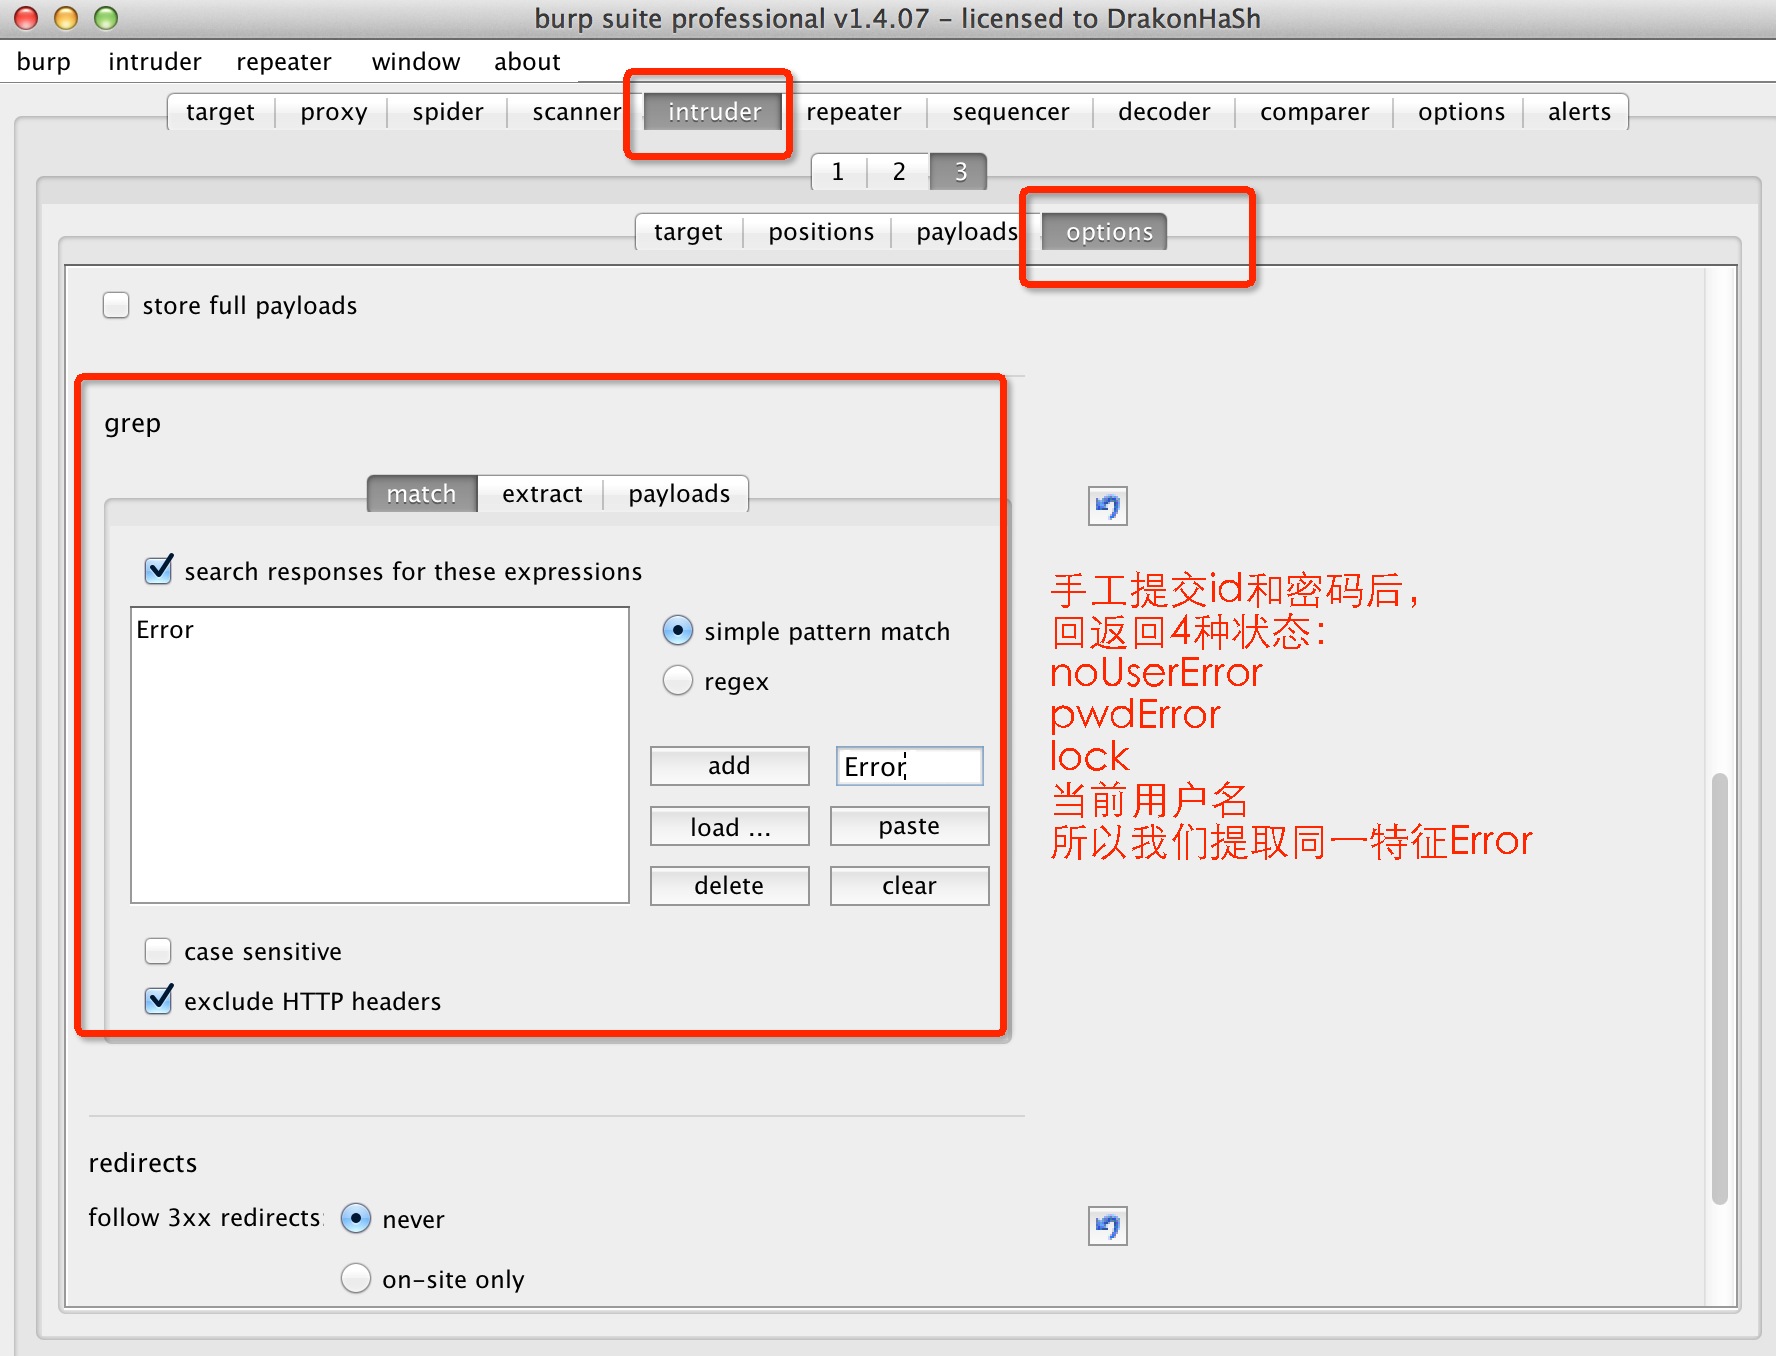 burp suite professional v1.4.07 – licensed to DrakonHaSh
burp intruder repeater window about
target proxy spider scanner intruder repeater sequencer decoder comparer options alerts
1 2 3
target positions payloads options
store full payloads
grep
match extract payloads
search responses for these expressions
Error
simple pattern match
regex
add Error
load ... paste
delete clear
case sensitive
exclude HTTP headers
手工提交id和密码后，
回返回4种状态：
noUserError
pwdError
lock
当前用户名
所以我们提取同一特征Error
redirects
follow 3xx redirects: never
on-site only